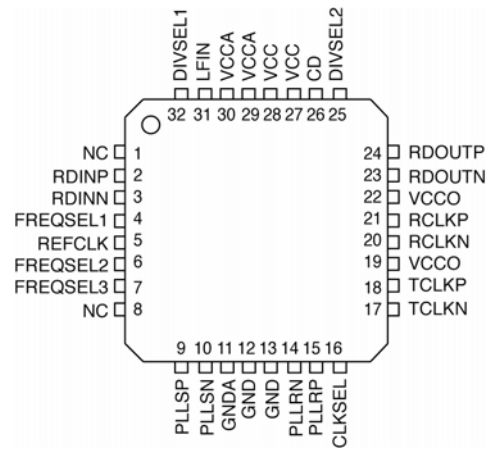 DIVSEL1
LFIN
VCCA
VCCA
VCC
VCC
CD
DIVSEL2
32 31 30 29 28 27 26 25
NC 1
RDINP 2
RDINN 3
FREQSEL1 4
REFCLK 5
FREQSEL2 6
FREQSEL3 7
NC 8
24 RDOUTP
23 RDOUTN
22 VCCO
21 RCLKP
20 RCLKN
19 VCCO
18 TCLKP
17 TCLKN
9 10 11 12 13 14 15 16
PLLSP
PLLSN
GNDA
GND
GND
PLLRN
PLLRP
CLKSEL